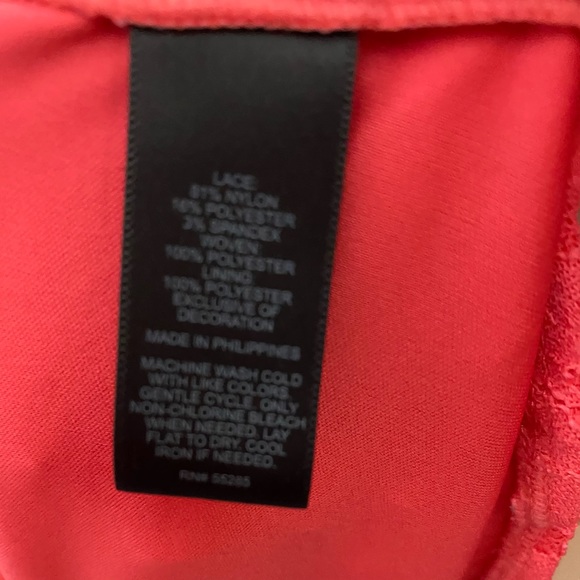 LACE:
81% NYLON
16% POLYESTER
3% SPANDEX
WOVEN:
100% POLYESTER
LINING:
100% POLYESTER
EXCLUSIVE OF
DECORATION
MADE IN PHILIPPINES
MACHINE WASH COLD
WITH LIKE COLORS,
GENTLE CYCLE. ONLY
NON-CHLORINE BLEACH
WHEN NEEDED. LAY
FLAT TO DRY. COOL
IRON IF NEEDED.
RN# 55285